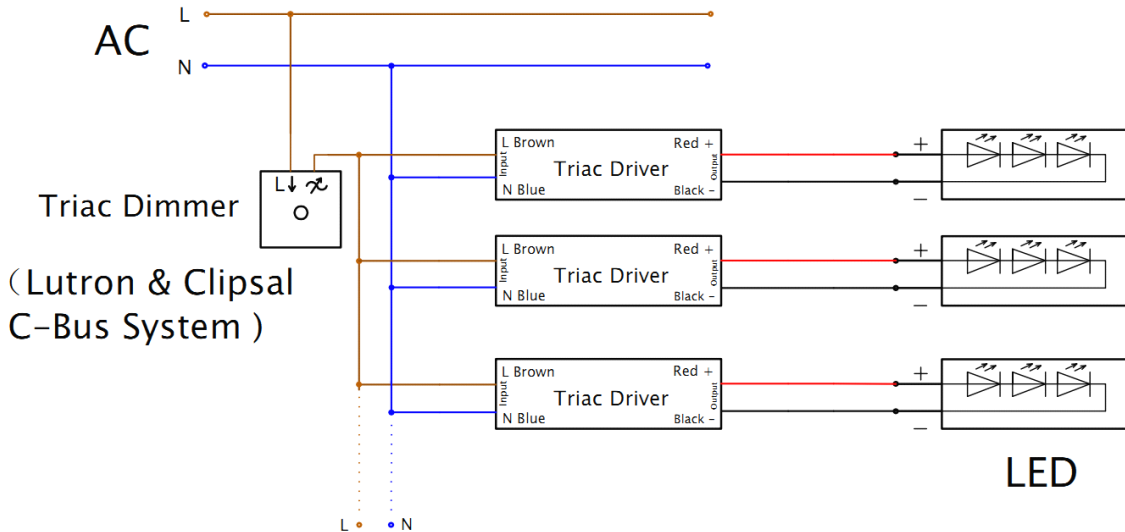 L
AC
N
L Brown
Red +
Input
Triac Driver
Output
N Blue
Black -
+
−
L
Triac Dimmer
(Lutron & Clipsal
C-Bus System )
L Brown
Red +
Input
Triac Driver
Output
N Blue
Black -
+
−
L Brown
Red +
Input
Triac Driver
Output
N Blue
Black -
+
−
LED
L
N